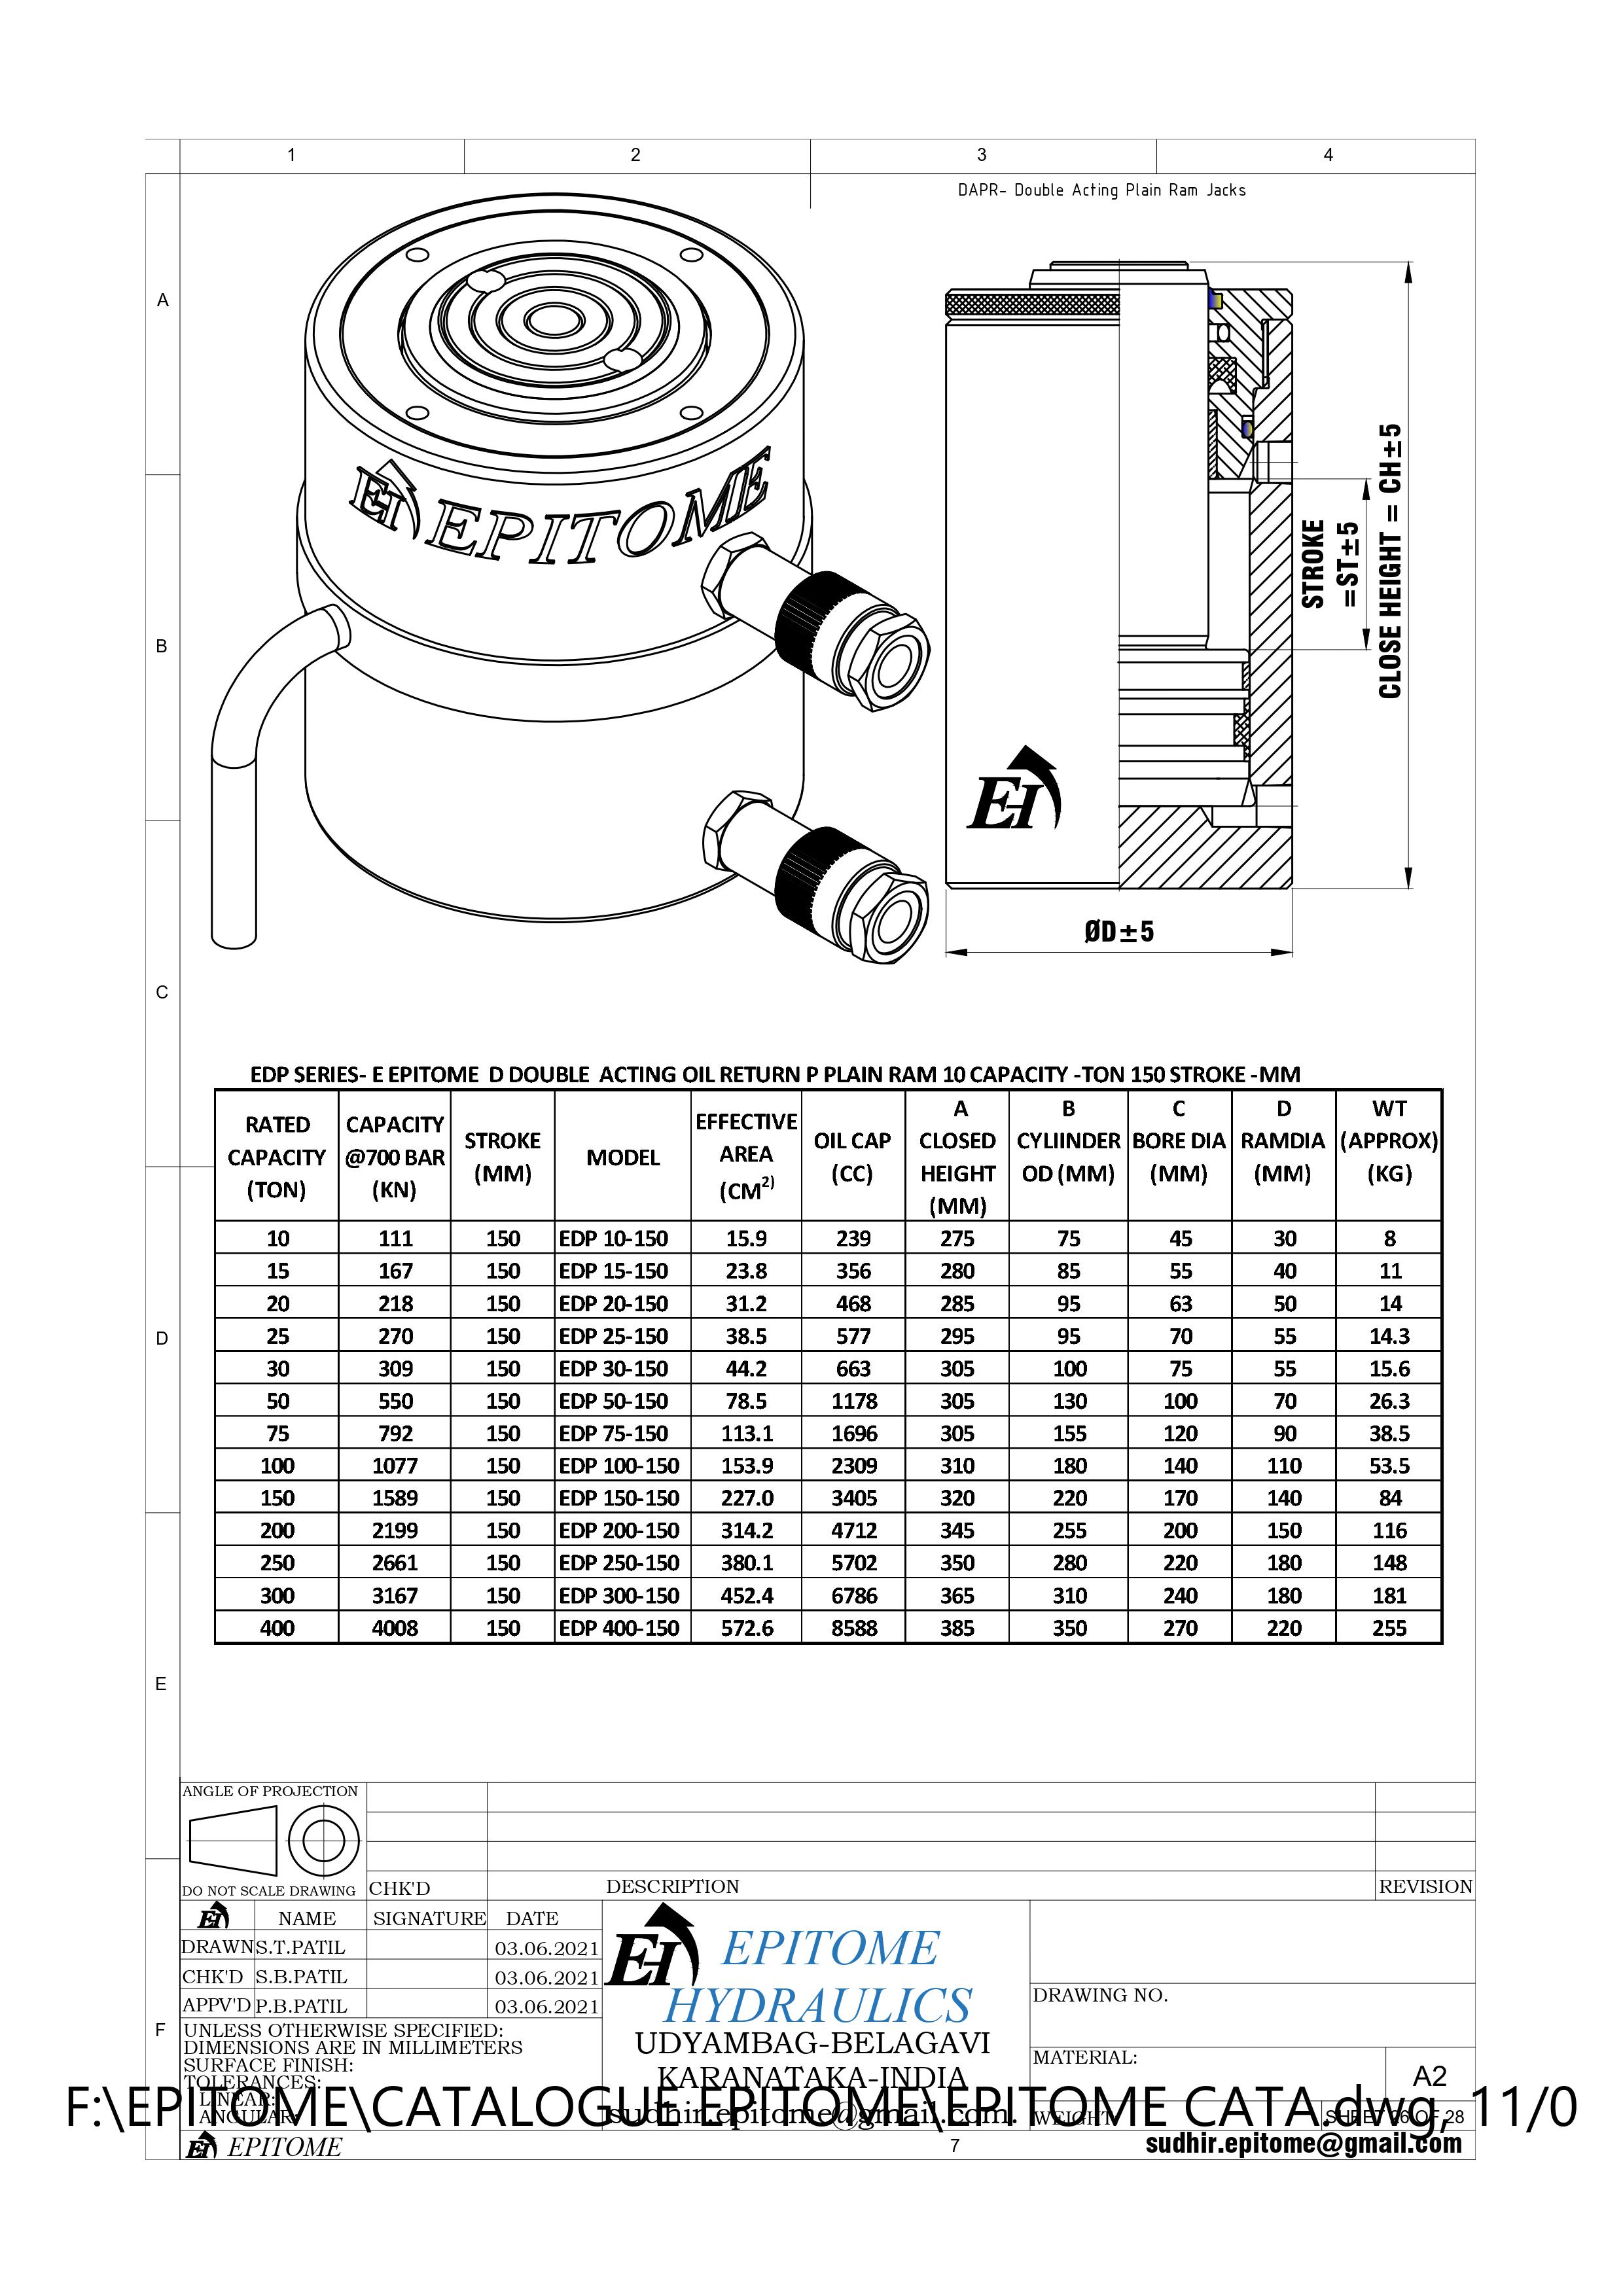 1 2 3 4
DAPR- Double Acting Plain Ram Jacks
A
EI EPITOME
STROKE
=ST±5
CLOSE HEIGHT = CH±5
B
EI
ØD±5
C
EDP SERIES- E EPITOME D DOUBLE ACTING OIL RETURN P PLAIN RAM 10 CAPACITY -TON 150 STROKE -MM
RATED CAPACITY (TON) CAPACITY @700 BAR (KN) STROKE (MM) MODEL EFFECTIVE AREA (CM2) OIL CAP (CC) A CLOSED HEIGHT (MM) B CYLIINDER OD (MM) C BORE DIA (MM) D RAMDIA (MM) WT (APPROX) (KG)
10 111 150 EDP 10-150 15.9 239 275 75 45 30 8
15 167 150 EDP 15-150 23.8 356 280 85 55 40 11
20 218 150 EDP 20-150 31.2 468 285 95 63 50 14
D
25 270 150 EDP 25-150 38.5 577 295 95 70 55 14.3
30 309 150 EDP 30-150 44.2 663 305 100 75 55 15.6
50 550 150 EDP 50-150 78.5 1178 305 130 100 70 26.3
75 792 150 EDP 75-150 113.1 1696 305 155 120 90 38.5
100 1077 150 EDP 100-150 153.9 2309 310 180 140 110 53.5
150 1589 150 EDP 150-150 227.0 3405 320 220 170 140 84
200 2199 150 EDP 200-150 314.2 4712 345 255 200 150 116
250 2661 150 EDP 250-150 380.1 5702 350 280 220 180 148
300 3167 150 EDP 300-150 452.4 6786 365 310 240 180 181
400 4008 150 EDP 400-150 572.6 8588 385 350 270 220 255
E
ANGLE OF PROJECTION
DO NOT SCALE DRAWING CHK'D DESCRIPTION REVISION
EI NAME SIGNATURE DATE
DRAWN S.T.PATIL 03.06.2021
CHK'D S.B.PATIL 03.06.2021
APPV'D P.B.PATIL 03.06.2021
EI EPITOME
HYDRAULICS
UDYAMBAG-BELAGAVI
KARANATAKA-INDIA
sudhir.epitome@gmail.com.
DRAWING NO.
MATERIAL:
A2
WEIGHT
SHEET 26 OF 28
F
UNLESS OTHERWISE SPECIFIED:
DIMENSIONS ARE IN MILLIMETERS
SURFACE FINISH:
TOLERANCES:
LINEAR:
ANGULAR:
F:\EPITOME\CATALOGUE EPITOME\EPITOME CATA.dwg, 11/0
EI EPITOME 7 sudhir.epitome@gmail.com